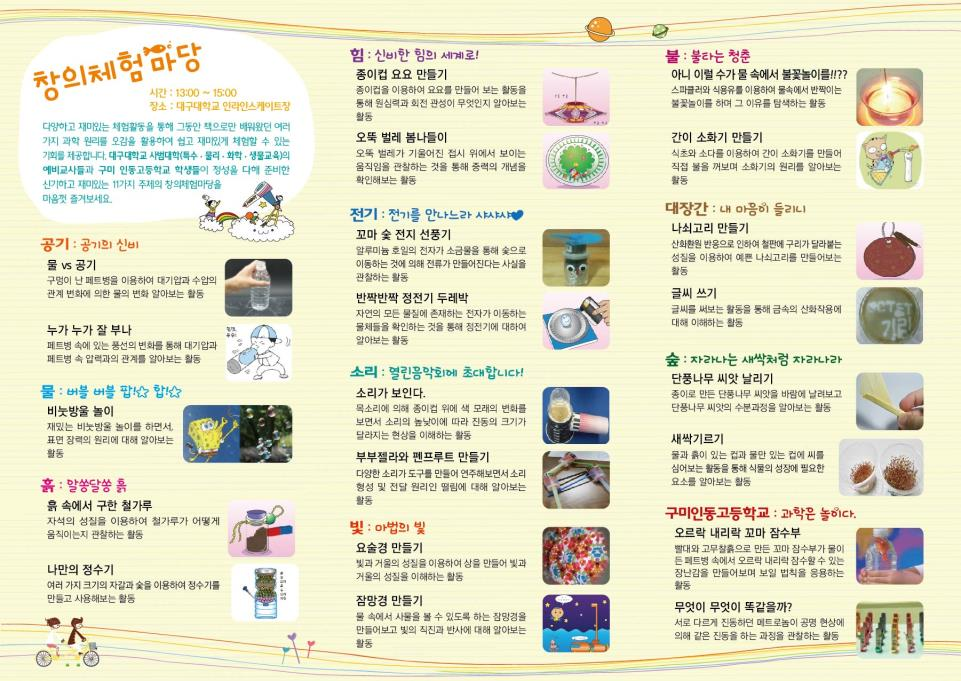 창의체험마당
시간 : 13:00 ~ 15:00
장소 : 대구대학교 인라인스케이트장
다양하고 재미있는 체험활동을 통해 그동안 책으로만 배워왔던 여러
가지 과학 원리를 오감을 활용하여 쉽고 재미있게 체험할 수 있는
기회를 제공합니다. 대구대학교 사범대학(특수 · 물리 · 화학 · 생물교육)의
예비교사들과 구미 인동고등학교 학생들이 정성을 다해 준비한
신기하고 재미있는 11가지 주제의 창의체험마당을
마음껏 즐겨보세요.
공기 : 공기의 신비
물 vs 공기
구멍이 난 페트병을 이용하여 대기압과 수압의
관계 변화에 의한 물의 변화 알아보는 활동
누가 누가 잘 부나
페트병 속에 있는 풍선의 변화를 통해 대기압과
페트병 속 압력과의 관계를 알아보는 활동
물 : 버블 버블 팝!☆ 합!☆
비눗방울 놀이
재밌는 비눗방울 놀이를 하면서,
표면 장력의 원리에 대해 알아보는
활동
흙 : 말쏭달쏭 흙
흙 속에서 구한 철가루
자석의 성질을 이용하여 철가루가 어떻게
움직이는지 관찰하는 활동
나만의 정수기
여러 가지 크기의 자갈과 숯을 이용하여 정수기를
만들고 사용해보는 활동
힘 : 신비한 힘의 세계로!
종이컵 요요 만들기
종이컵을 이용하여 요요를 만들어 보는 활동을
통해 원심력과 회전 관성이 무엇인지 알아보는
활동
오뚝 벌레 봄나들이
오뚝 벌레가 기울어진 접시 위에서 보이는
움직임을 관찰하는 것을 통해 중력의 개념을
확인해보는 활동
전기 : 전기를 만나느라 샤샤샤♥
꼬마 숯 전지 선풍기
알루미늄 호일의 전자가 소금물을 통해 숯으로
이동하는 것에 의해 전류가 만들어진다는 사실을
관찰하는 활동
반짝반짝 정전기 두레박
자연의 모든 물질에 존재하는 전자가 이동하는
물체들을 확인하는 것을 통해 정전기에 대하여
알아보는 활동
소리 : 열린음악회에 초대합니다!
소리가 보인다.
목소리에 의해 종이컵 위에 색 모래의 변화를
보면서 소리의 높낮이에 따라 진동의 크기가
달라지는 현상을 이해하는 활동
부부젤라와 펜프루트 만들기
다양한 소리가 도구를 만들어 연주해보면서 소리
형성 및 전달 원리인 떨림에 대해 알아보는
활동
빛 : 마법의 빛
요술경 만들기
빛과 거울의 성질을 이용하여 상을 만들어 빛과
거울의 성질을 이해하는 활동
잠망경 만들기
물 속에서 사물을 볼 수 있도록 하는 잠망경을
만들어보고 빛의 직진과 반사에 대해 알아보는
활동
불 : 불타는 청춘
아니 이럴 수가 물 속에서 불꽃놀이를!!??
스파클라와 식용유를 이용하여 물속에서 반짝이는
불꽃놀이를 하며 그 이유를 탐색하는 활동
간이 소화기 만들기
식초와 소다를 이용하여 간이 소화기를 만들어
직접 불을 꺼보며 소화기의 원리를 알아보는
활동
대장간 : 내 마음이 들리니
나쇠고리 만들기
산화환원 반응으로 인하여 철판에 구리가 달라붙는
성질을 이용하여 예쁜 나쇠고리를 만들어보는
활동
글씨 쓰기
글씨를 써보는 활동을 통해 금속의 산화작용에
대해 이해하는 활동
숲 : 자라나는 새싹처럼 자라나라
단풍나무 씨앗 날리기
종이로 만든 단풍나무 씨앗을 바람에 날려보고
단풍나무 씨앗의 수분과정을 알아보는 활동
새싹기르기
물과 흙이 있는 컵과 물만 있는 컵에 씨를
심어보는 활동을 통해 식물의 성장에 필요한
요소를 알아보는 활동
구미인동고등학교 : 과학은 놀이다.
오르락 내리락 꼬마 잠수부
빨대와 고무찰흙으로 만든 꼬마 잠수부가 물이
든 페트병 속에서 오르락 내리락 잠수할 수 있는
장난감을 만들어보며 보일 법칙을 응용하는
활동
무엇이 무엇이 똑같을까?
서로 다르게 진동하던 메트로놈이 공명 현상에
의해 같은 진동을 하는 과정을 관찰하는 활동